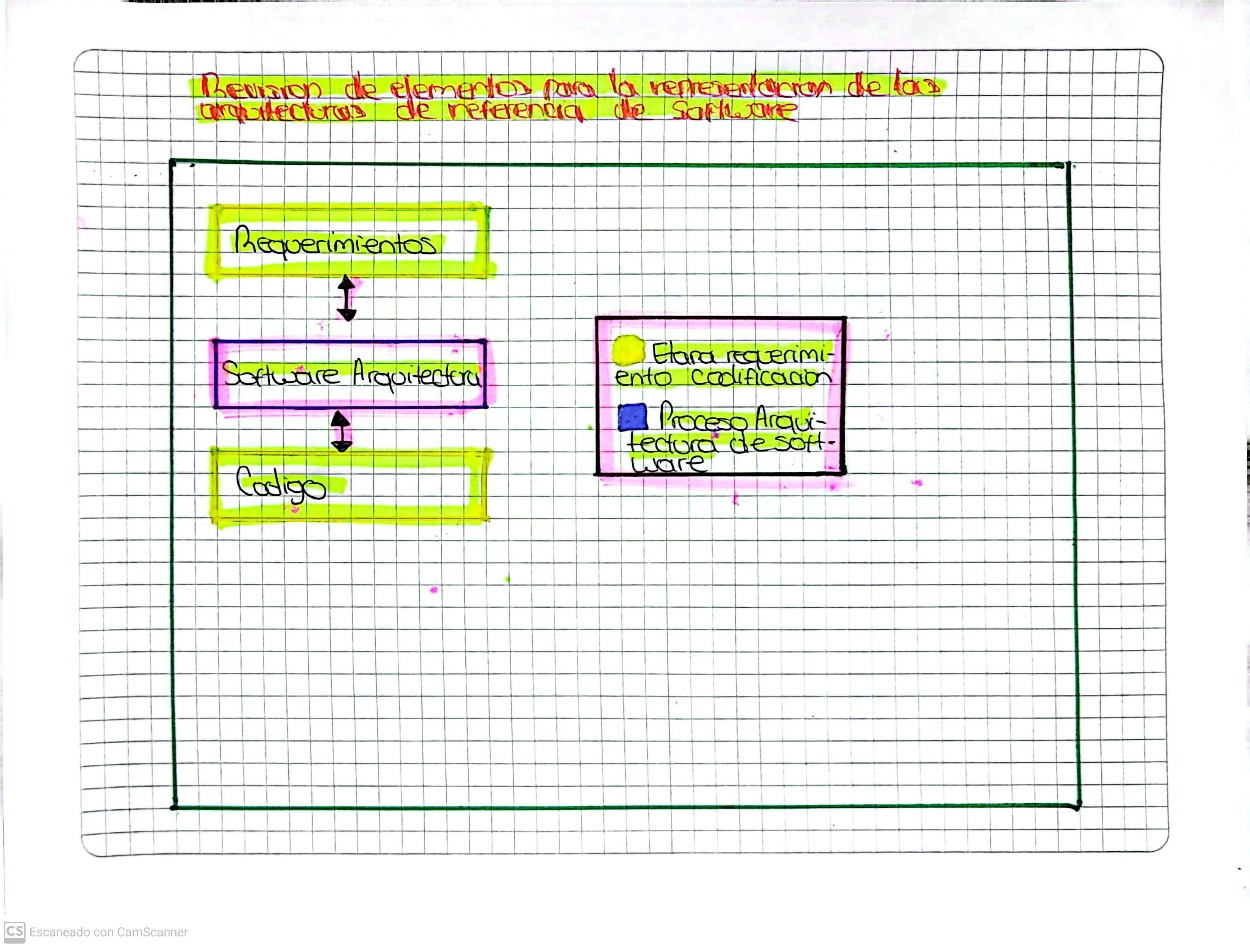 Revision de elementos para la representacion de las
arquitecturas de referencia de Software
Requerimientos
Software Arquitectura
Codigo
Etapa requerimi-
ento codificacion
Proceso Arqui-
tectura de soft-
ware
CS Escaneado con CamScanner